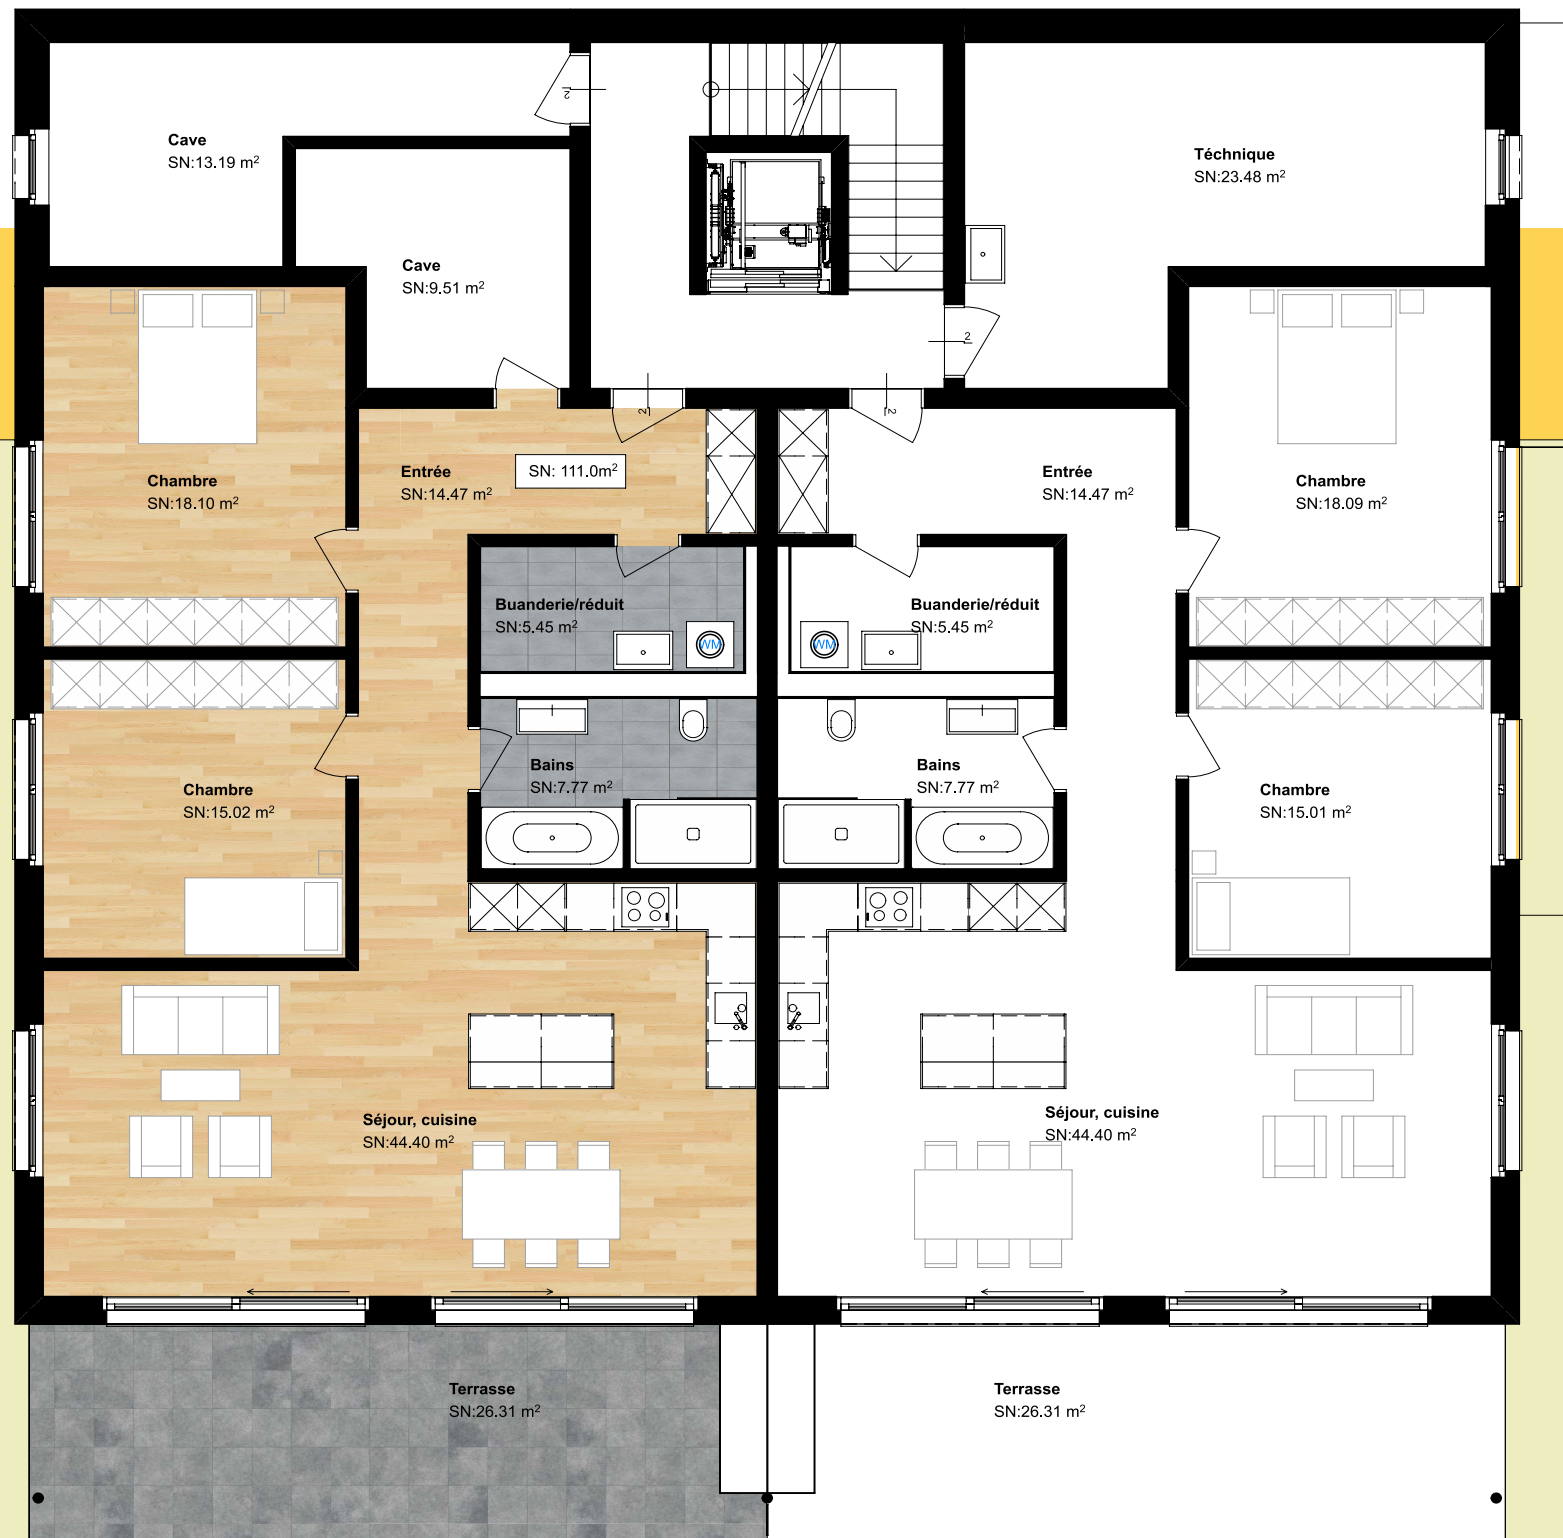 Cave
SN:13.19 m²
Téchnique
SN:23.48 m²
Cave
SN:9.51 m²
2
2
2
2
Chambre
SN:18.10 m²
Entrée
SN:14.47 m²
SN: 111.0m²
Entrée
SN:14.47 m²
Chambre
SN:18.09 m²
Buanderie/réduit
SN:5.45 m²
WM
Buanderie/réduit
SN:5.45 m²
WM
Chambre
SN:15.02 m²
Bains
SN:7.77 m²
Bains
SN:7.77 m²
Chambre
SN:15.01 m²
Séjour, cuisine
SN:44.40 m²
Séjour, cuisine
SN:44.40 m²
Terrasse
SN:26.31 m²
Terrasse
SN:26.31 m²